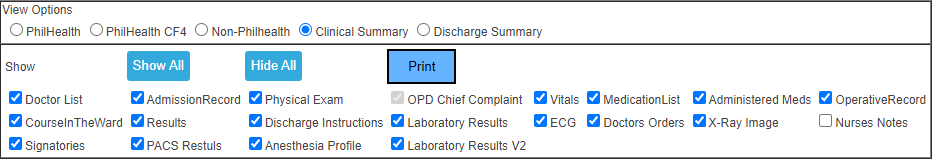 View Options
PhilHealth PhilHealth CF4 Non-Philhealth Clinical Summary Discharge Summary
Show Show All Hide All Print
Doctor List AdmissionRecord Physical Exam OPD Chief Complaint Vitals MedicationList Administered Meds OperativeRecord
CourseInTheWard Results Discharge Instructions Laboratory Results ECG Doctors Orders X-Ray Image Nurses Notes
Signatories PACS Restuls Anesthesia Profile Laboratory Results V2